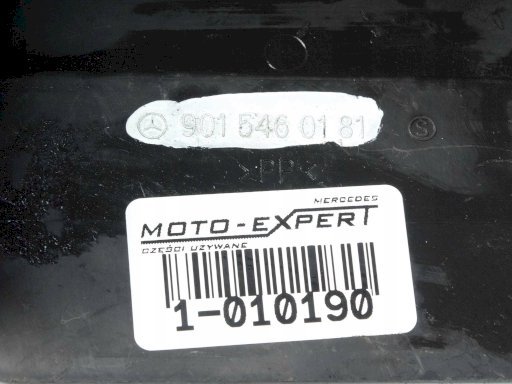 901 546 01 81
S
>PP<
MERCEDES
MOTO-EXPERT
CZĘŚCI UŻYWANE
1-010190